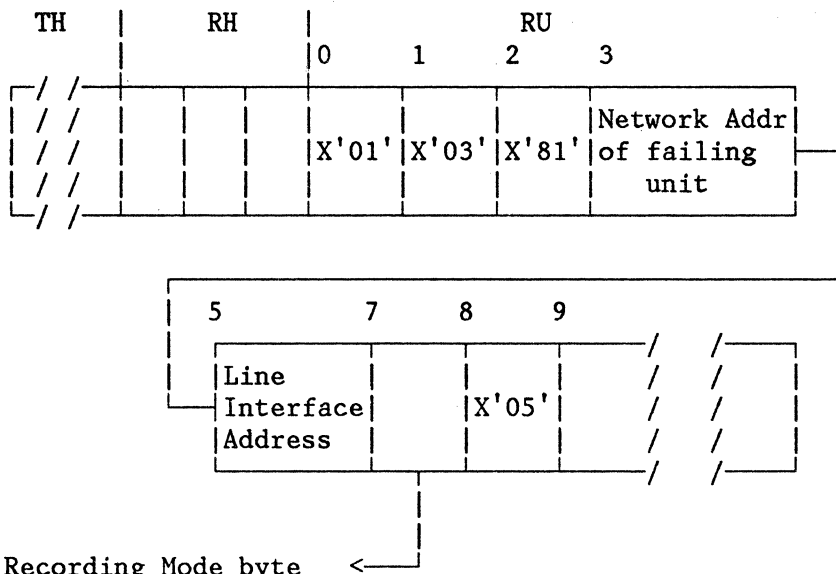 TH RH RU
0 1 2 3
X'01' X'03' X'81' Network Addr
of failing
unit
5 7 8 9
Line
Interface X'05'
Address
Recording Mode byte <